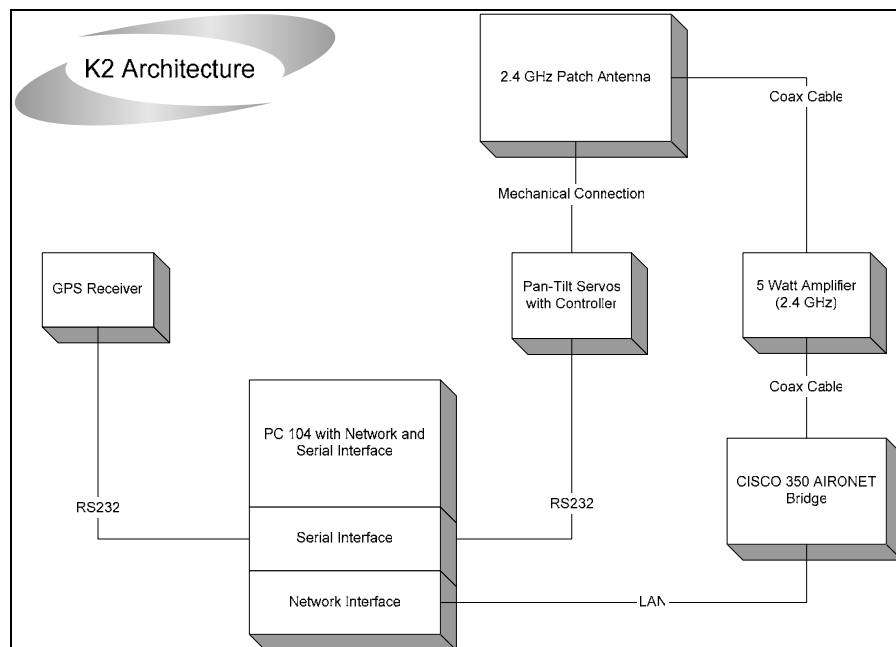 K2 Architecture
2.4 GHz Patch Antenna
Coax Cable
Mechanical Connection
GPS Receiver
Pan-Tilt Servos
with Controller
5 Watt Amplifier
(2.4 GHz)
Coax Cable
PC 104 with Network and
Serial Interface
CISCO 350 AIRONET
Bridge
RS232
RS232
Serial Interface
Network Interface
LAN